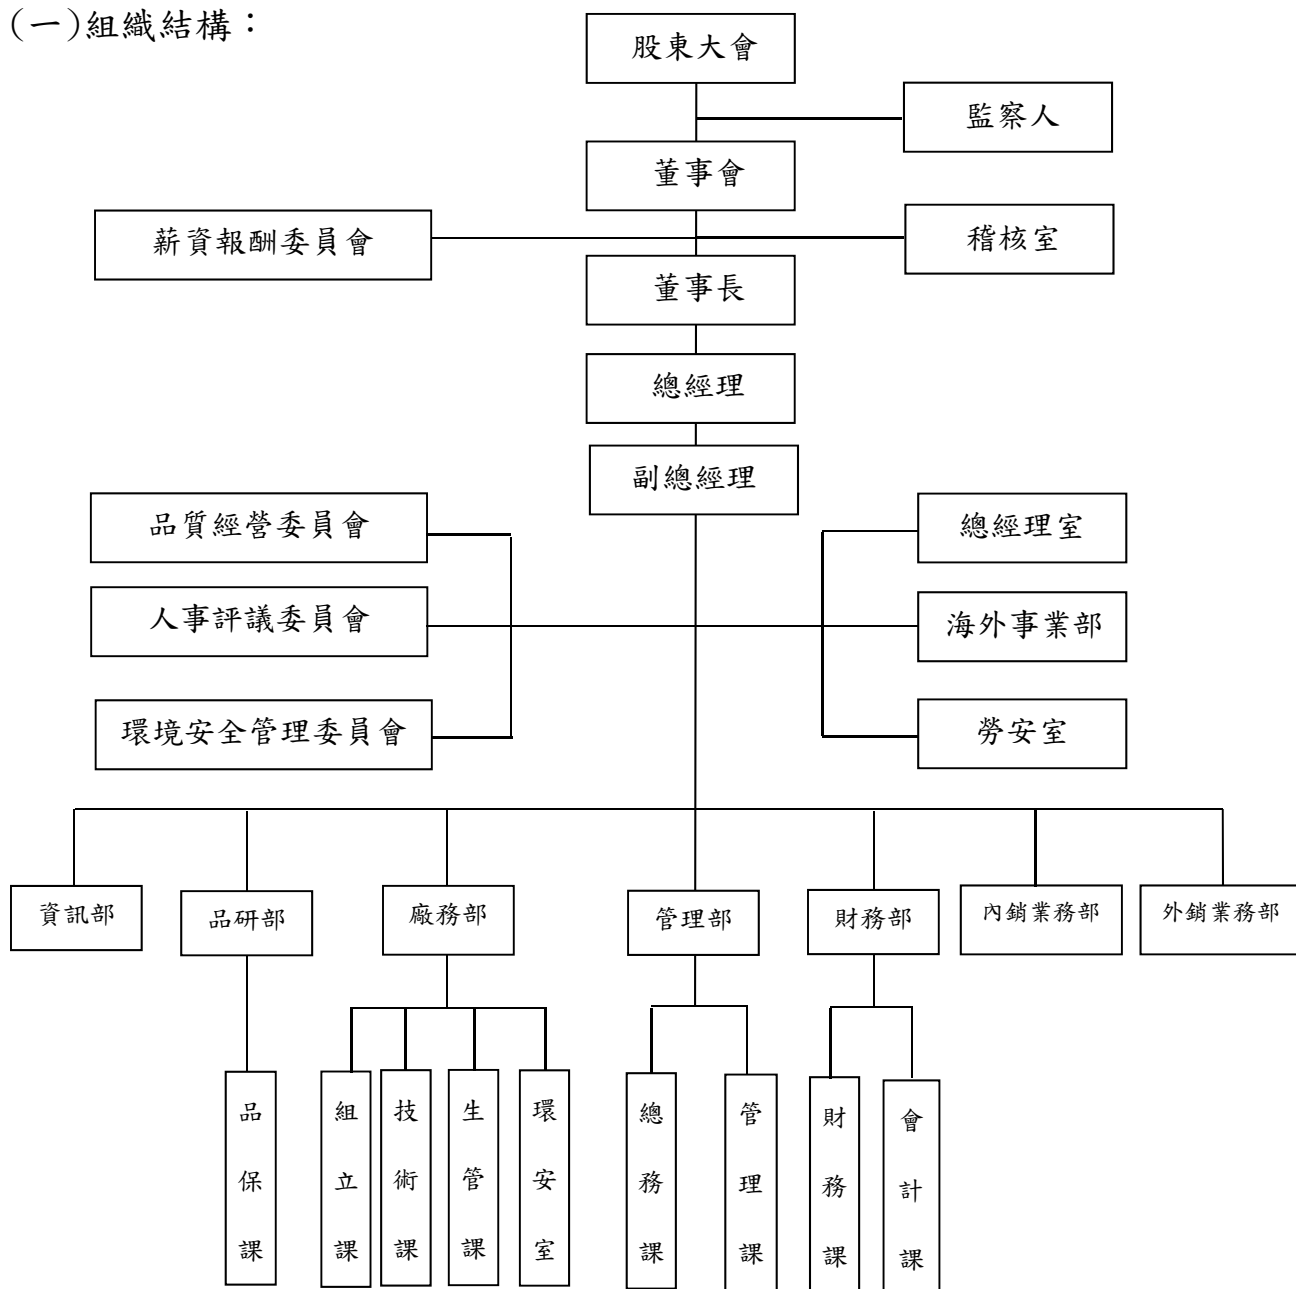 (一)組織結構：
股東大會
監察人
董事會
薪資報酬委員會
稽核室
董事長
總經理
副總經理
品質經營委員會
總經理室
人事評議委員會
海外事業部
環境安全管理委員會
勞安室
資訊部
品研部
廠務部
管理部
財務部
內銷業務部
外銷業務部
品保課
組立課
技術課
生管課
環安室
總務課
管理課
財務課
會計課